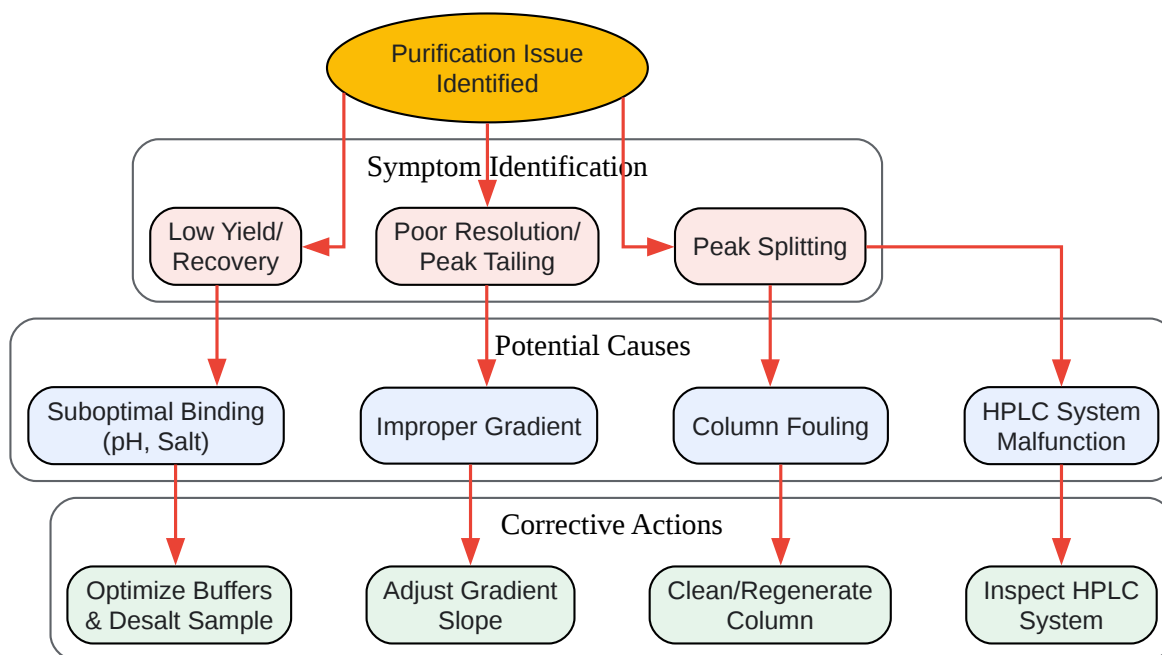 Purification Issue
Identified
Symptom Identification
Low Yield/
Recovery
Poor Resolution/
Peak Tailing
Peak Splitting
Potential Causes
Suboptimal Binding
(pH, Salt)
Improper Gradient
Column Fouling
HPLC System
Malfunction
Corrective Actions
Optimize Buffers
& Desalt Sample
Adjust Gradient
Slope
Clean/Regenerate
Column
Inspect HPLC
System